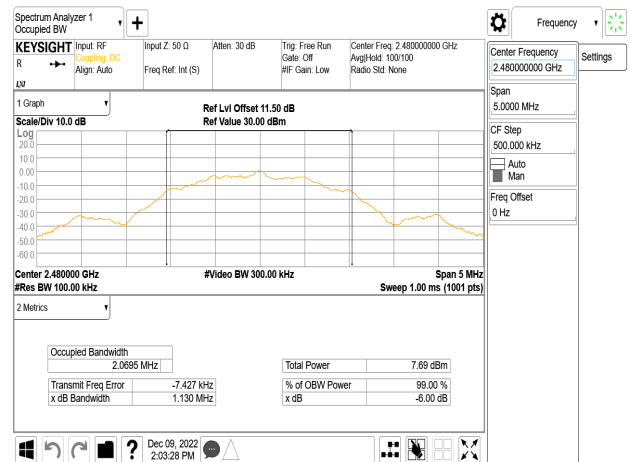 Spectrum Analyzer 1
Occupied BW
Frequency
KEYSIGHT
R
LXI
Input: RF
Coupling: DC
Align: Auto
Input Z: 50 Ω
Freq Ref: Int (S)
Atten: 30 dB
Trig: Free Run
Gate: Off
#IF Gain: Low
Center Freq: 2.480000000 GHz
Avg|Hold: 100/100
Radio Std: None
Center Frequency
2.480000000 GHz
Settings
Span
5.0000 MHz
CF Step
500.000 kHz
Auto
Man
Freq Offset
0 Hz
1 Graph
Ref Lvl Offset 11.50 dB
Scale/Div 10.0 dB
Ref Value 30.00 dBm
Log
20.0
10.0
0.00
-10.0
-20.0
-30.0
-40.0
-50.0
-60.0
Center 2.480000 GHz
#Video BW 300.00 kHz
Span 5 MHz
#Res BW 100.00 kHz
Sweep 1.00 ms (1001 pts)
2 Metrics
Occupied Bandwidth
2.0695 MHz
Total Power 7.69 dBm
Transmit Freq Error -7.427 kHz
% of OBW Power 99.00 %
x dB Bandwidth 1.130 MHz
x dB -6.00 dB
?
Dec 09, 2022
2:03:28 PM